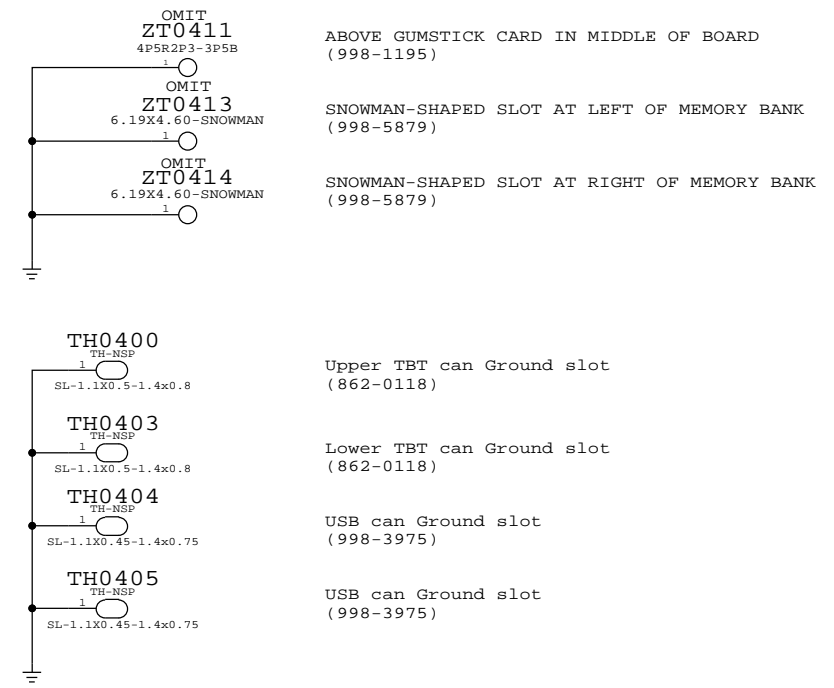 OMIT
ZT0411
4P5R2P3-3P5B
1
ABOVE GUMSTICK CARD IN MIDDLE OF BOARD
(998-1195)
OMIT
ZT0413
6.19X4.60-SNOWMAN
1
SNOWMAN-SHAPED SLOT AT LEFT OF MEMORY BANK
(998-5879)
OMIT
ZT0414
6.19X4.60-SNOWMAN
1
SNOWMAN-SHAPED SLOT AT RIGHT OF MEMORY BANK
(998-5879)
TH0400
TH-NSP
1
SL-1.1X0.5-1.4x0.8
Upper TBT can Ground slot
(862-0118)
TH0403
TH-NSP
1
SL-1.1X0.5-1.4x0.8
Lower TBT can Ground slot
(862-0118)
TH0404
TH-NSP
1
SL-1.1X0.45-1.4x0.75
USB can Ground slot
(998-3975)
TH0405
TH-NSP
1
SL-1.1X0.45-1.4x0.75
USB can Ground slot
(998-3975)